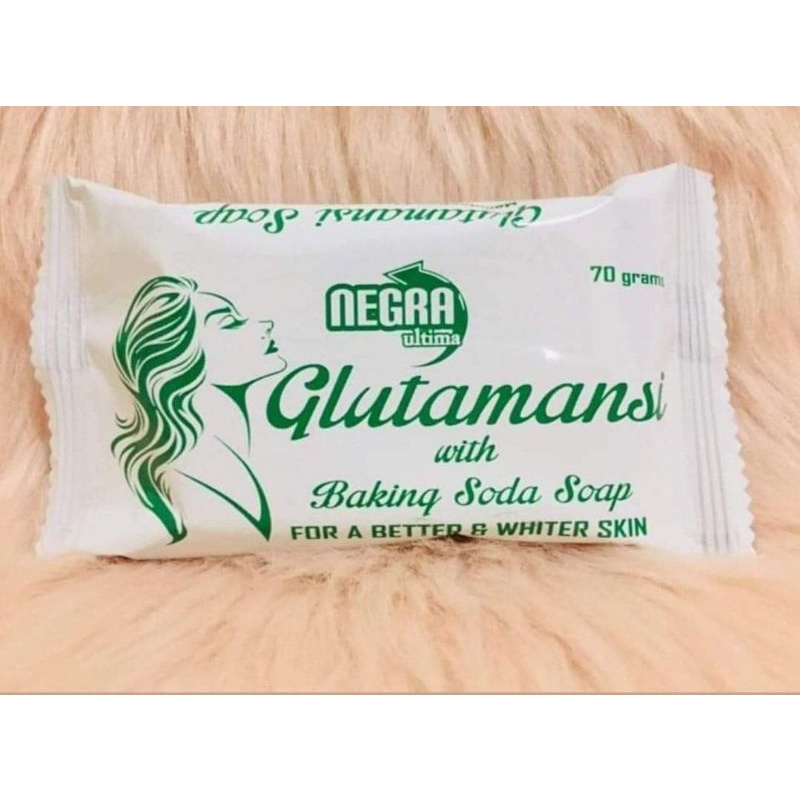 Glutamansi Soap
70 grams
NEGRA
ultima
Glutamansi
with
Baking Soda Soap
FOR A BETTER & WHITER SKIN